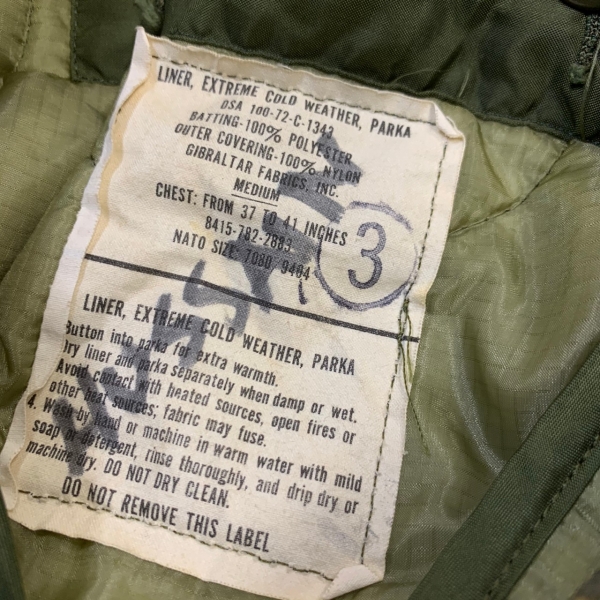 LINER, EXTREME COLD WEATHER, PARKA
DSA 100-72-C-1343
BATTING-100% POLYESTER
OUTER COVERING-100% NYLON
GIBRALTAR FABRICS, INC.
MEDIUM
CHEST: FROM 37 TO 41 INCHES
8415-782-2883
NATO SIZE 7080 9404
3
LINER, EXTREME COLD WEATHER, PARKA
Button into parka for extra warmth.
Dry liner and parka separately when damp or wet.
Avoid contact with heated sources, open fires or
other heat sources; fabric may fuse.
4. Wash by hand or machine in warm water with mild
soap or detergent, rinse thoroughly, and drip dry or
machine dry. DO NOT DRY CLEAN.
DO NOT REMOVE THIS LABEL